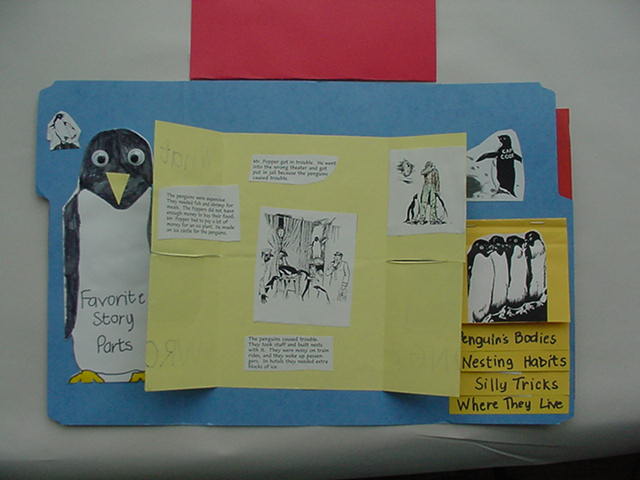 Favorite
Story
Parts
Mr. Popper got in trouble. He went
into the wrong theater and got
put in jail because the penguins
caused trouble.
The penguins were expensive.
They needed fish and shrimp for
meals. The Poppers did not have
enough money to buy their food.
Mr. Popper had to pay a lot of
money for an ice plant. He made
an ice castle for the penguins.
The penguins caused trouble.
They took stuff and built nests
with it. They were noisy on train
rides, and they woke up passen-
gers. In hotels they needed extra
blocks of ice.
CAPT.
COOK
enguin's Bodies
Nesting Habits
Silly Tricks
Where They Live